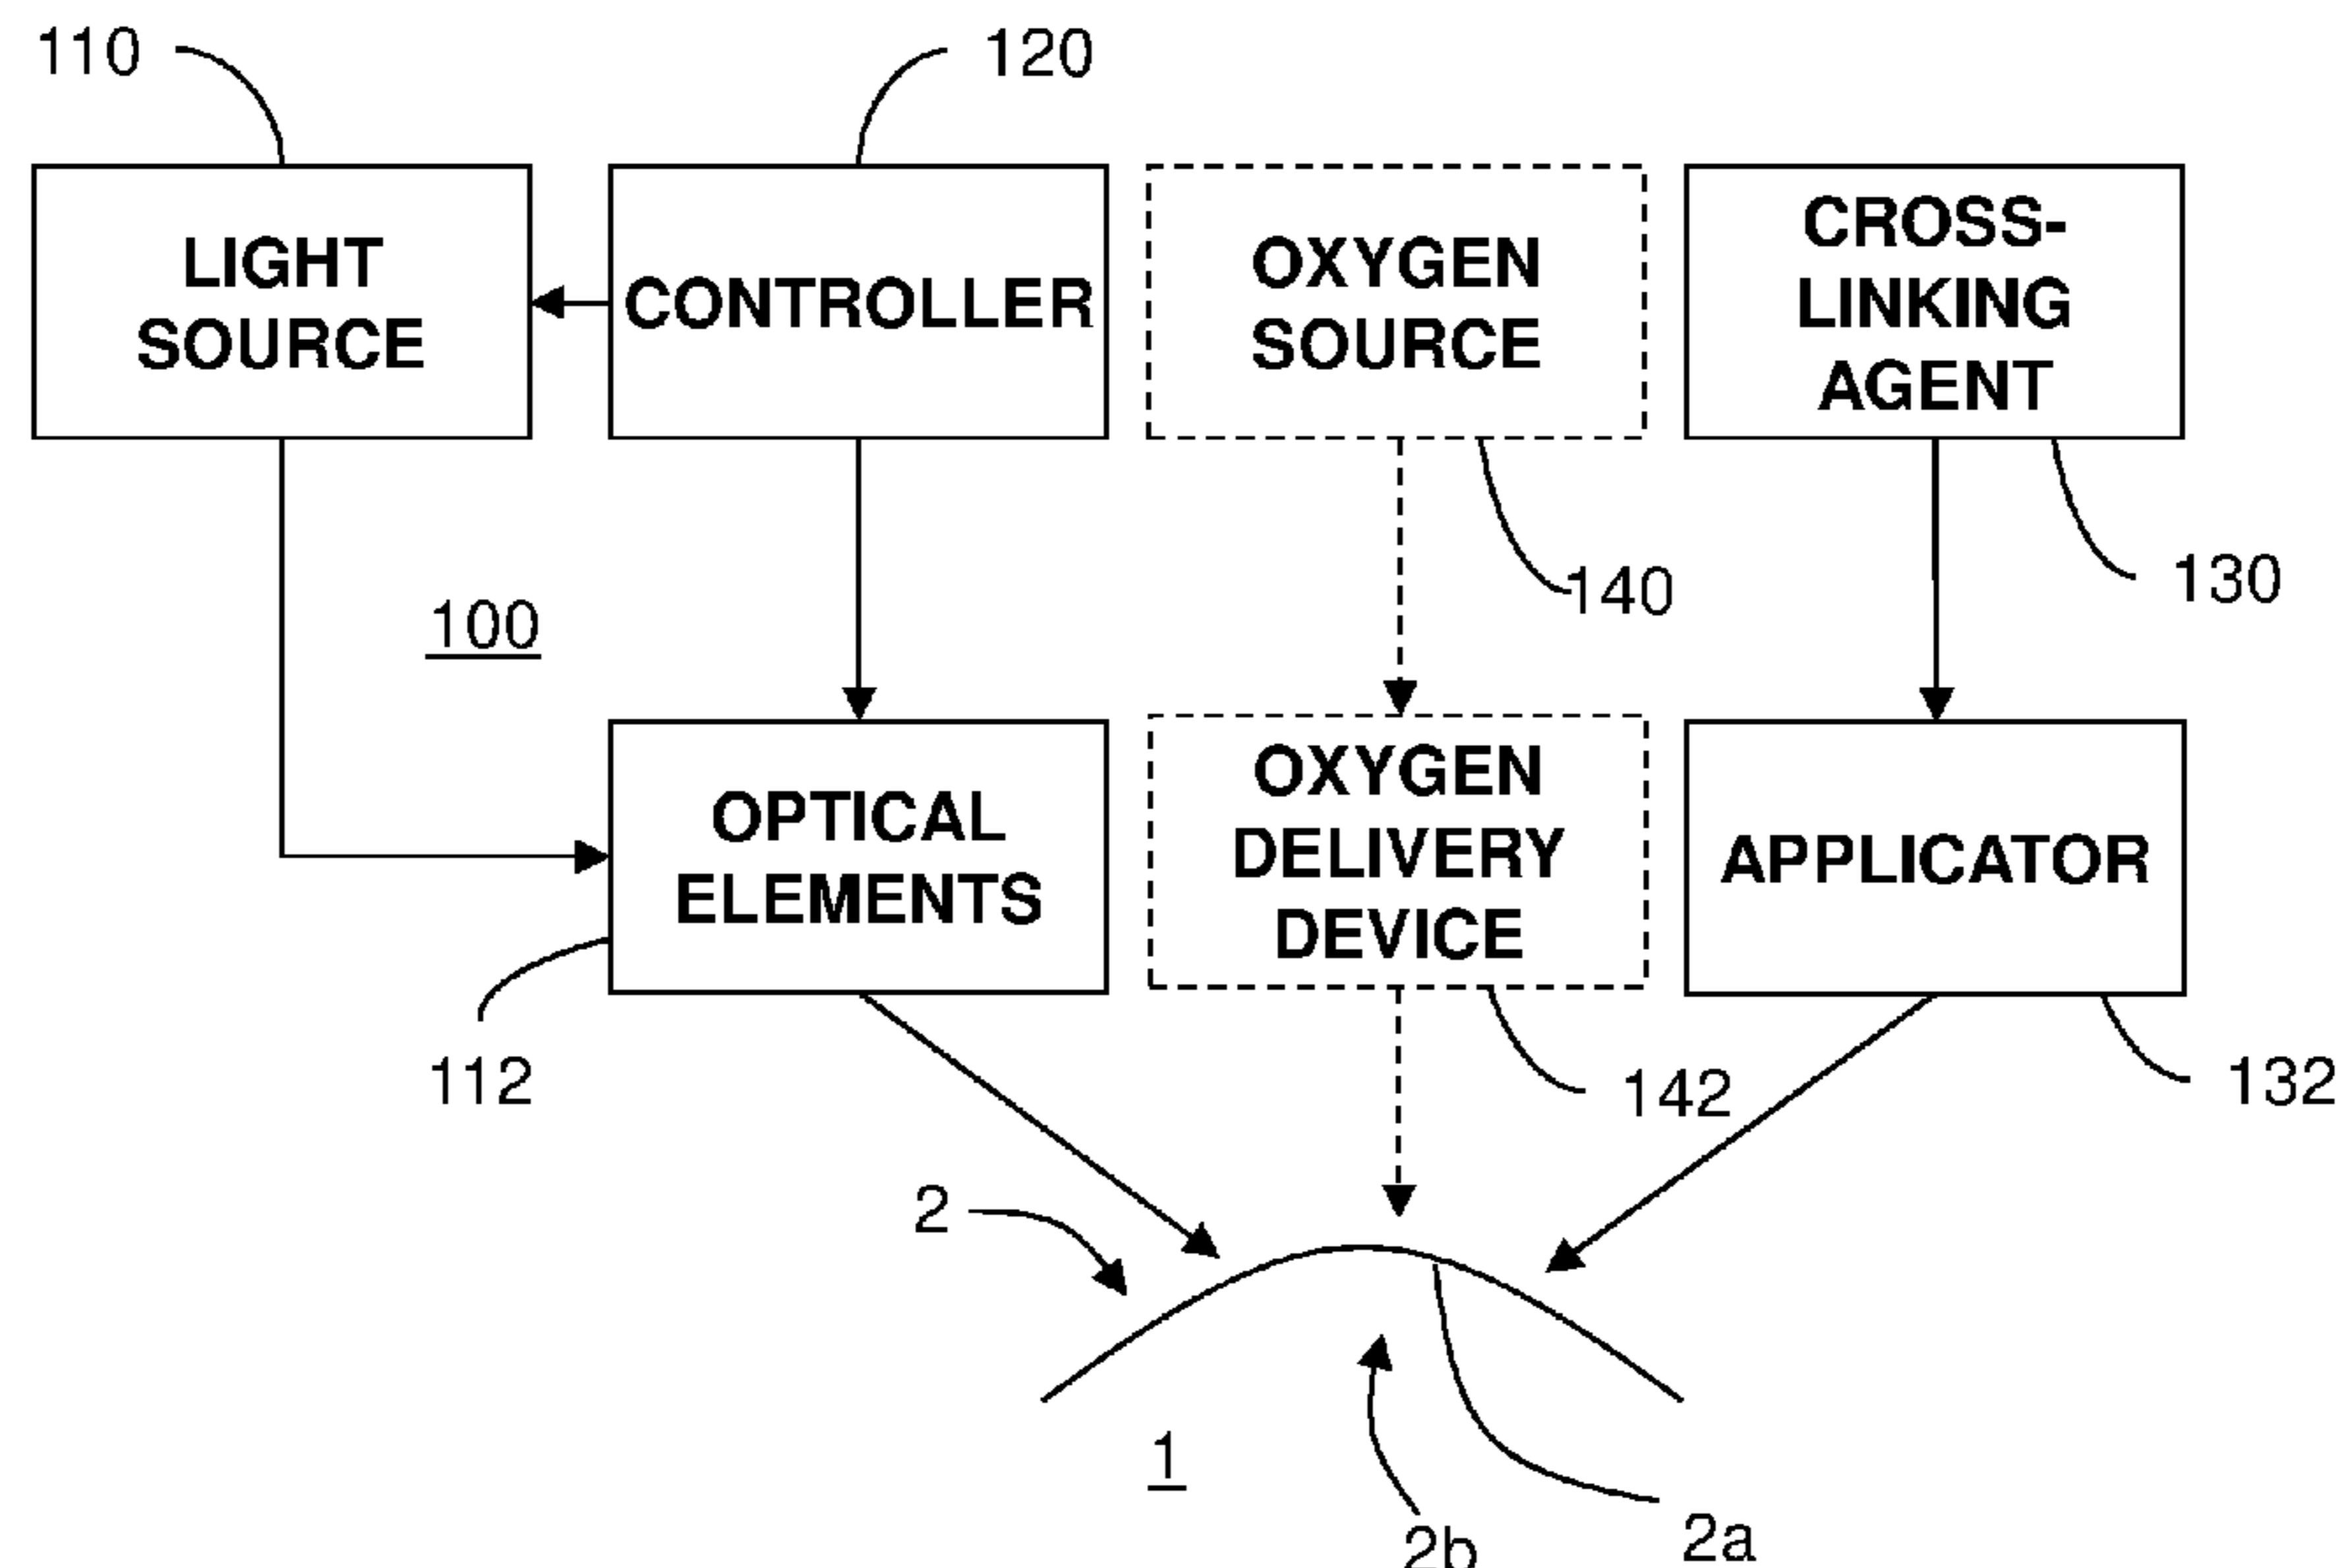 110
120
LIGHT
SOURCE
CONTROLLER
OXYGEN
SOURCE
CROSS-
LINKING
AGENT
100
140
130
OPTICAL
ELEMENTS
OXYGEN
DELIVERY
DEVICE
APPLICATOR
112
142
132
2
1
2b
2a